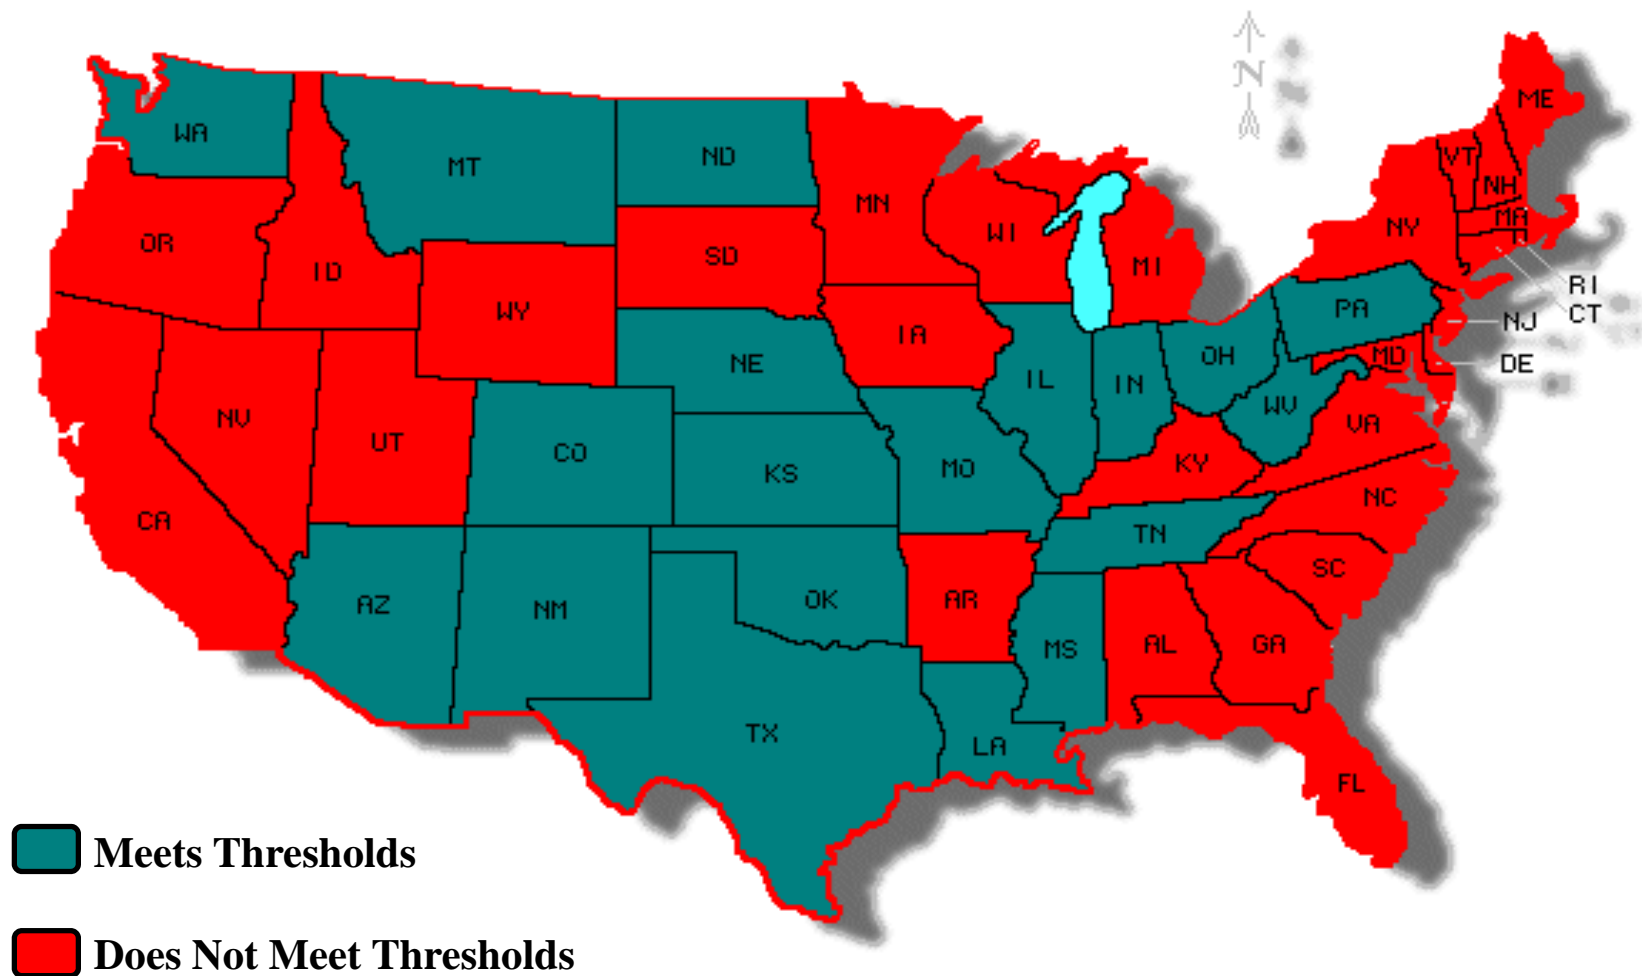 N
ME
WA
MT
ND
VT
NH
MN
MA
WI
NY
OR
SD
MI
ID
RI
WY
PA
CT
NJ
IA
OH
MD
DE
NE
IL
IN
WV
NV
VA
UT
CO
KY
MO
KS
NC
CA
TN
SC
AZ
NM
OK
AR
MS
AL
GA
TX
LA
FL
Meets Thresholds
Does Not Meet Thresholds